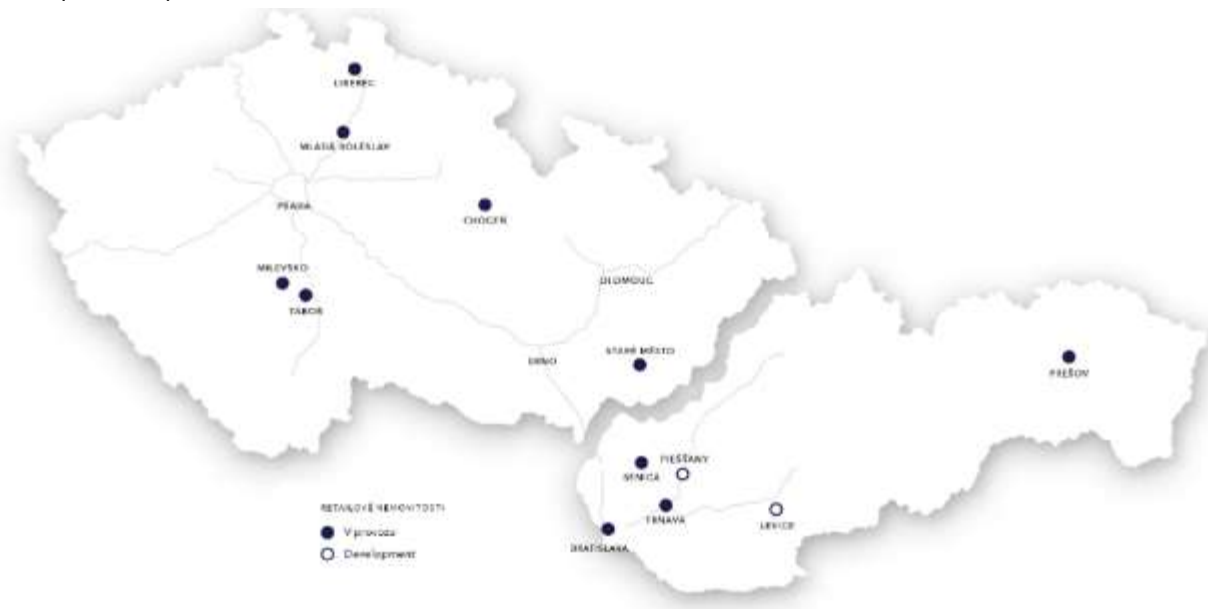 LIBEREC
MLADÁ BOLESLAV
PRAHA
CHOCEŇ
MILEVSKO
TÁBOR
OLOMOUC
BRNO
STARÉ MĚSTO
PREŠOV
PIEŠŤANY
SENICA
TRNAVA
LEVICE
BRATISLAVA
RETAILOVÉ NEMOVITOSTI
V provozu
Development